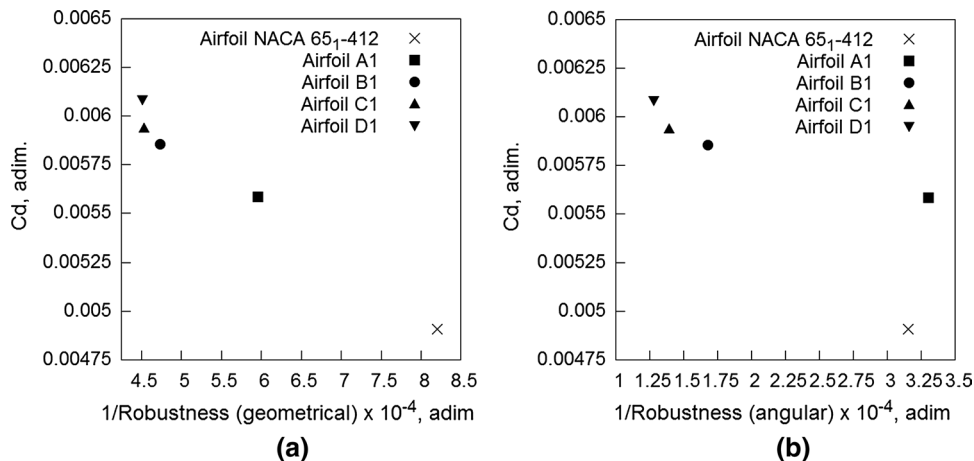 0.0065
0.00625
0.006
0.00575
0.0055
0.00525
0.005
0.00475
Cd, adim.
Airfoil NACA 65₁-412
Airfoil A1
Airfoil B1
Airfoil C1
Airfoil D1
4.5 5 5.5 6 6.5 7 7.5 8 8.5
1/Robustness (geometrical) x 10⁻⁴, adim
(a)
0.0065
0.00625
0.006
0.00575
0.0055
0.00525
0.005
0.00475
Cd, adim.
Airfoil NACA 65₁-412
Airfoil A1
Airfoil B1
Airfoil C1
Airfoil D1
1 1.25 1.5 1.75 2 2.25 2.5 2.75 3 3.25 3.5
1/Robustness (angular) x 10⁻⁴, adim
(b)